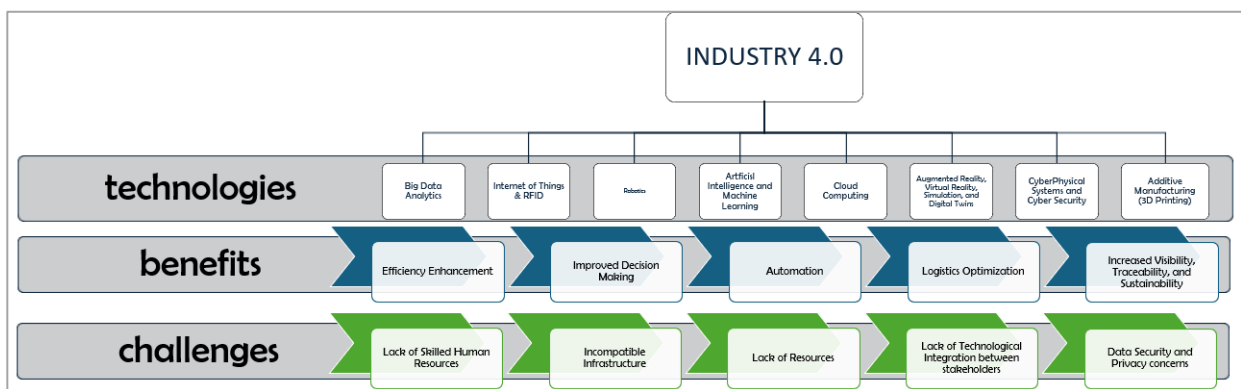 INDUSTRY 4.0
technologies
Big Data
Analytics
Internet of Things
& RFID
Robotics
Artficisl
Intelligence and
Machine
Learning
Cloud
Computing
Augmented Reality,
Virtual Reality,
Simulation, and
Digital Twins
CyberPhysical
Systems and
Cyber Security
Additive
Manufacturing
(3D Printing)
benefits
Efficiency Enhancement
Improved Decision
Making
Automation
Logistics Optimization
Increased Visibility,
Traceability, and
Sustainability
challenges
Lack of Skilled Human
Resources
Incompatible
Infrastructure
Lack of Resources
Lack of Technological
Integration between
stakeholders
Data Security and
Privacy concerns